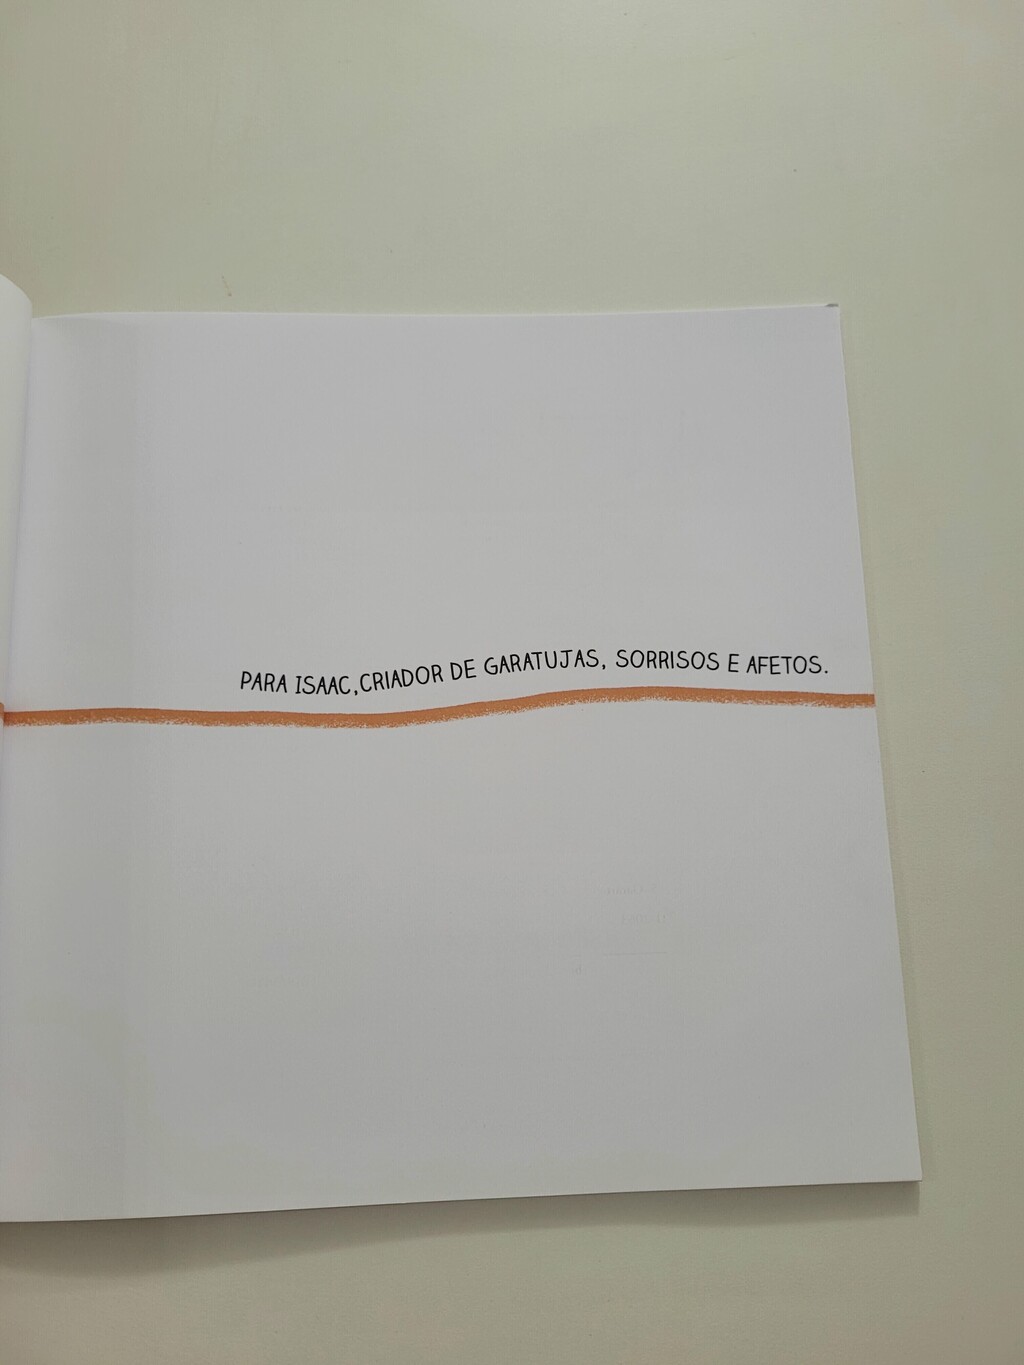 PARA ISAAC,CRIADOR DE GARATUJAS, SORRISOS E AFETOS.